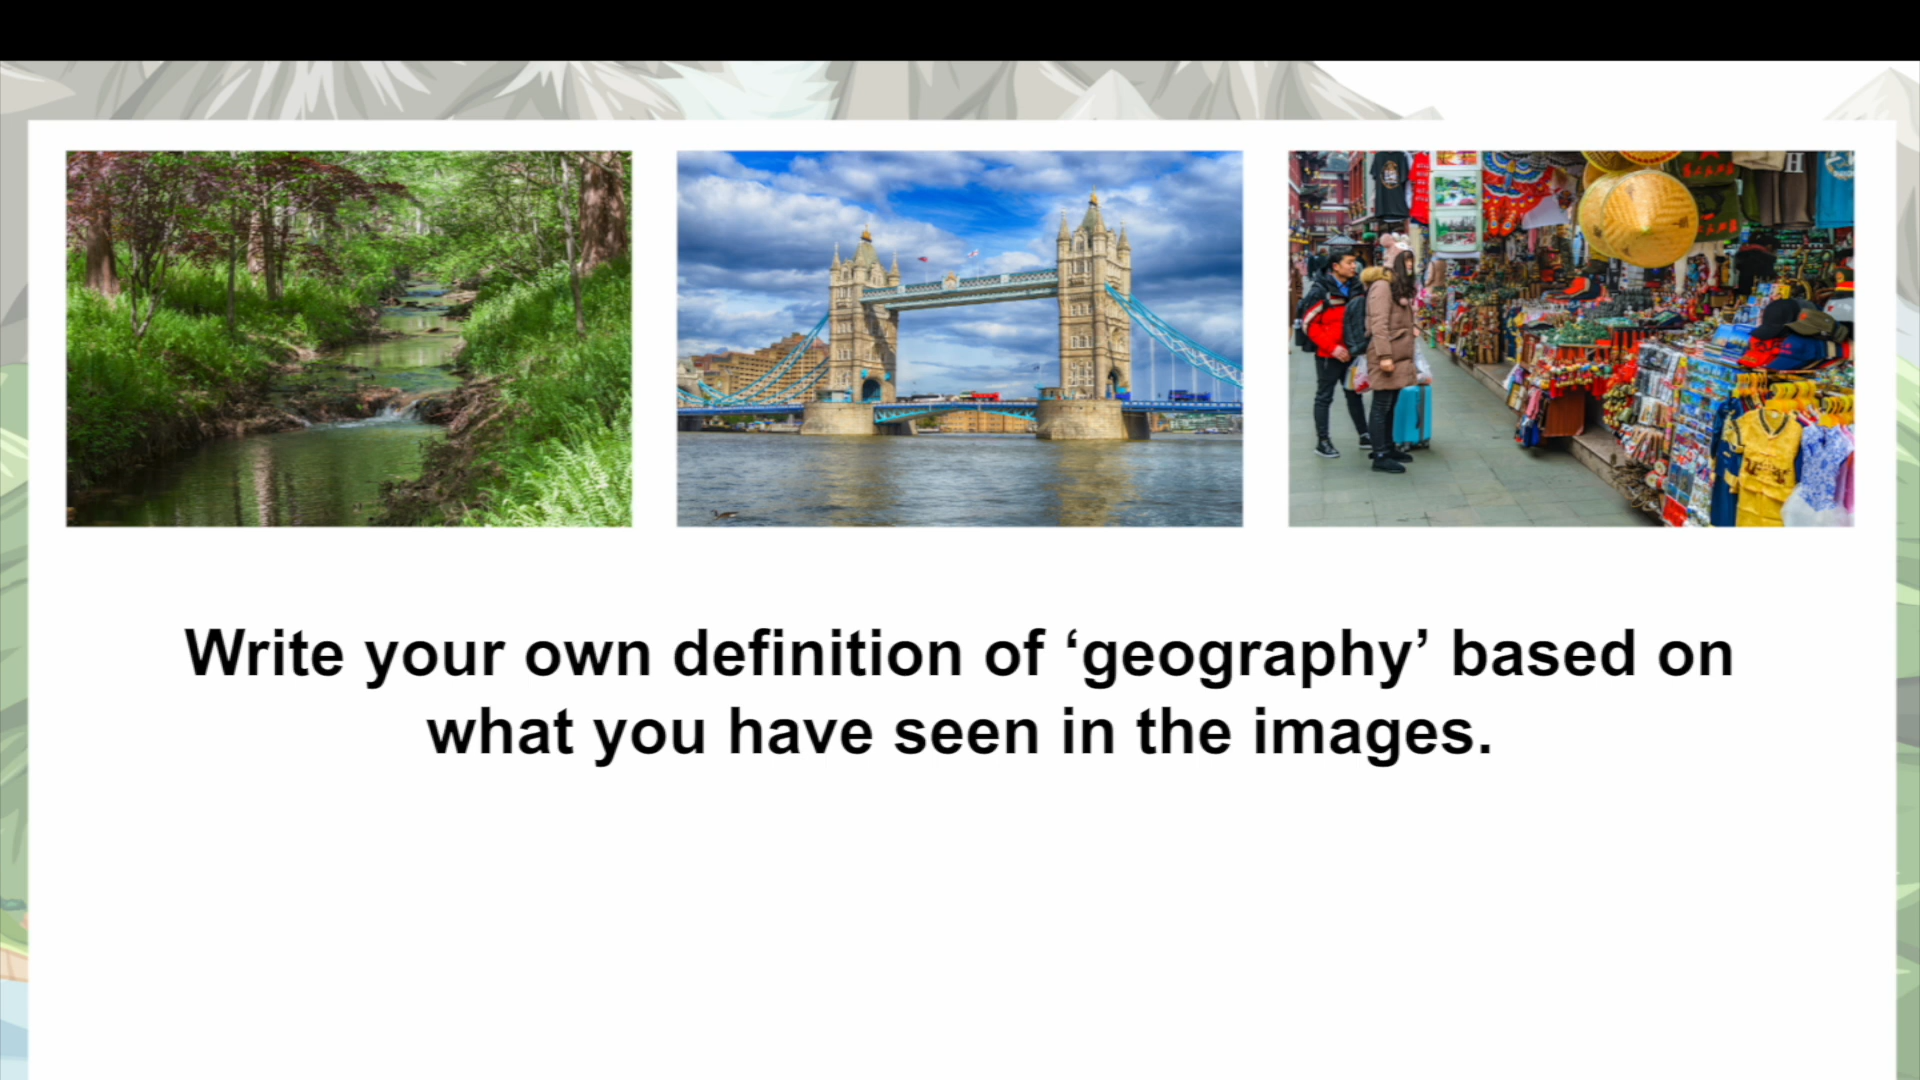 Write your own definition of ‘geography’ based on
what you have seen in the images.